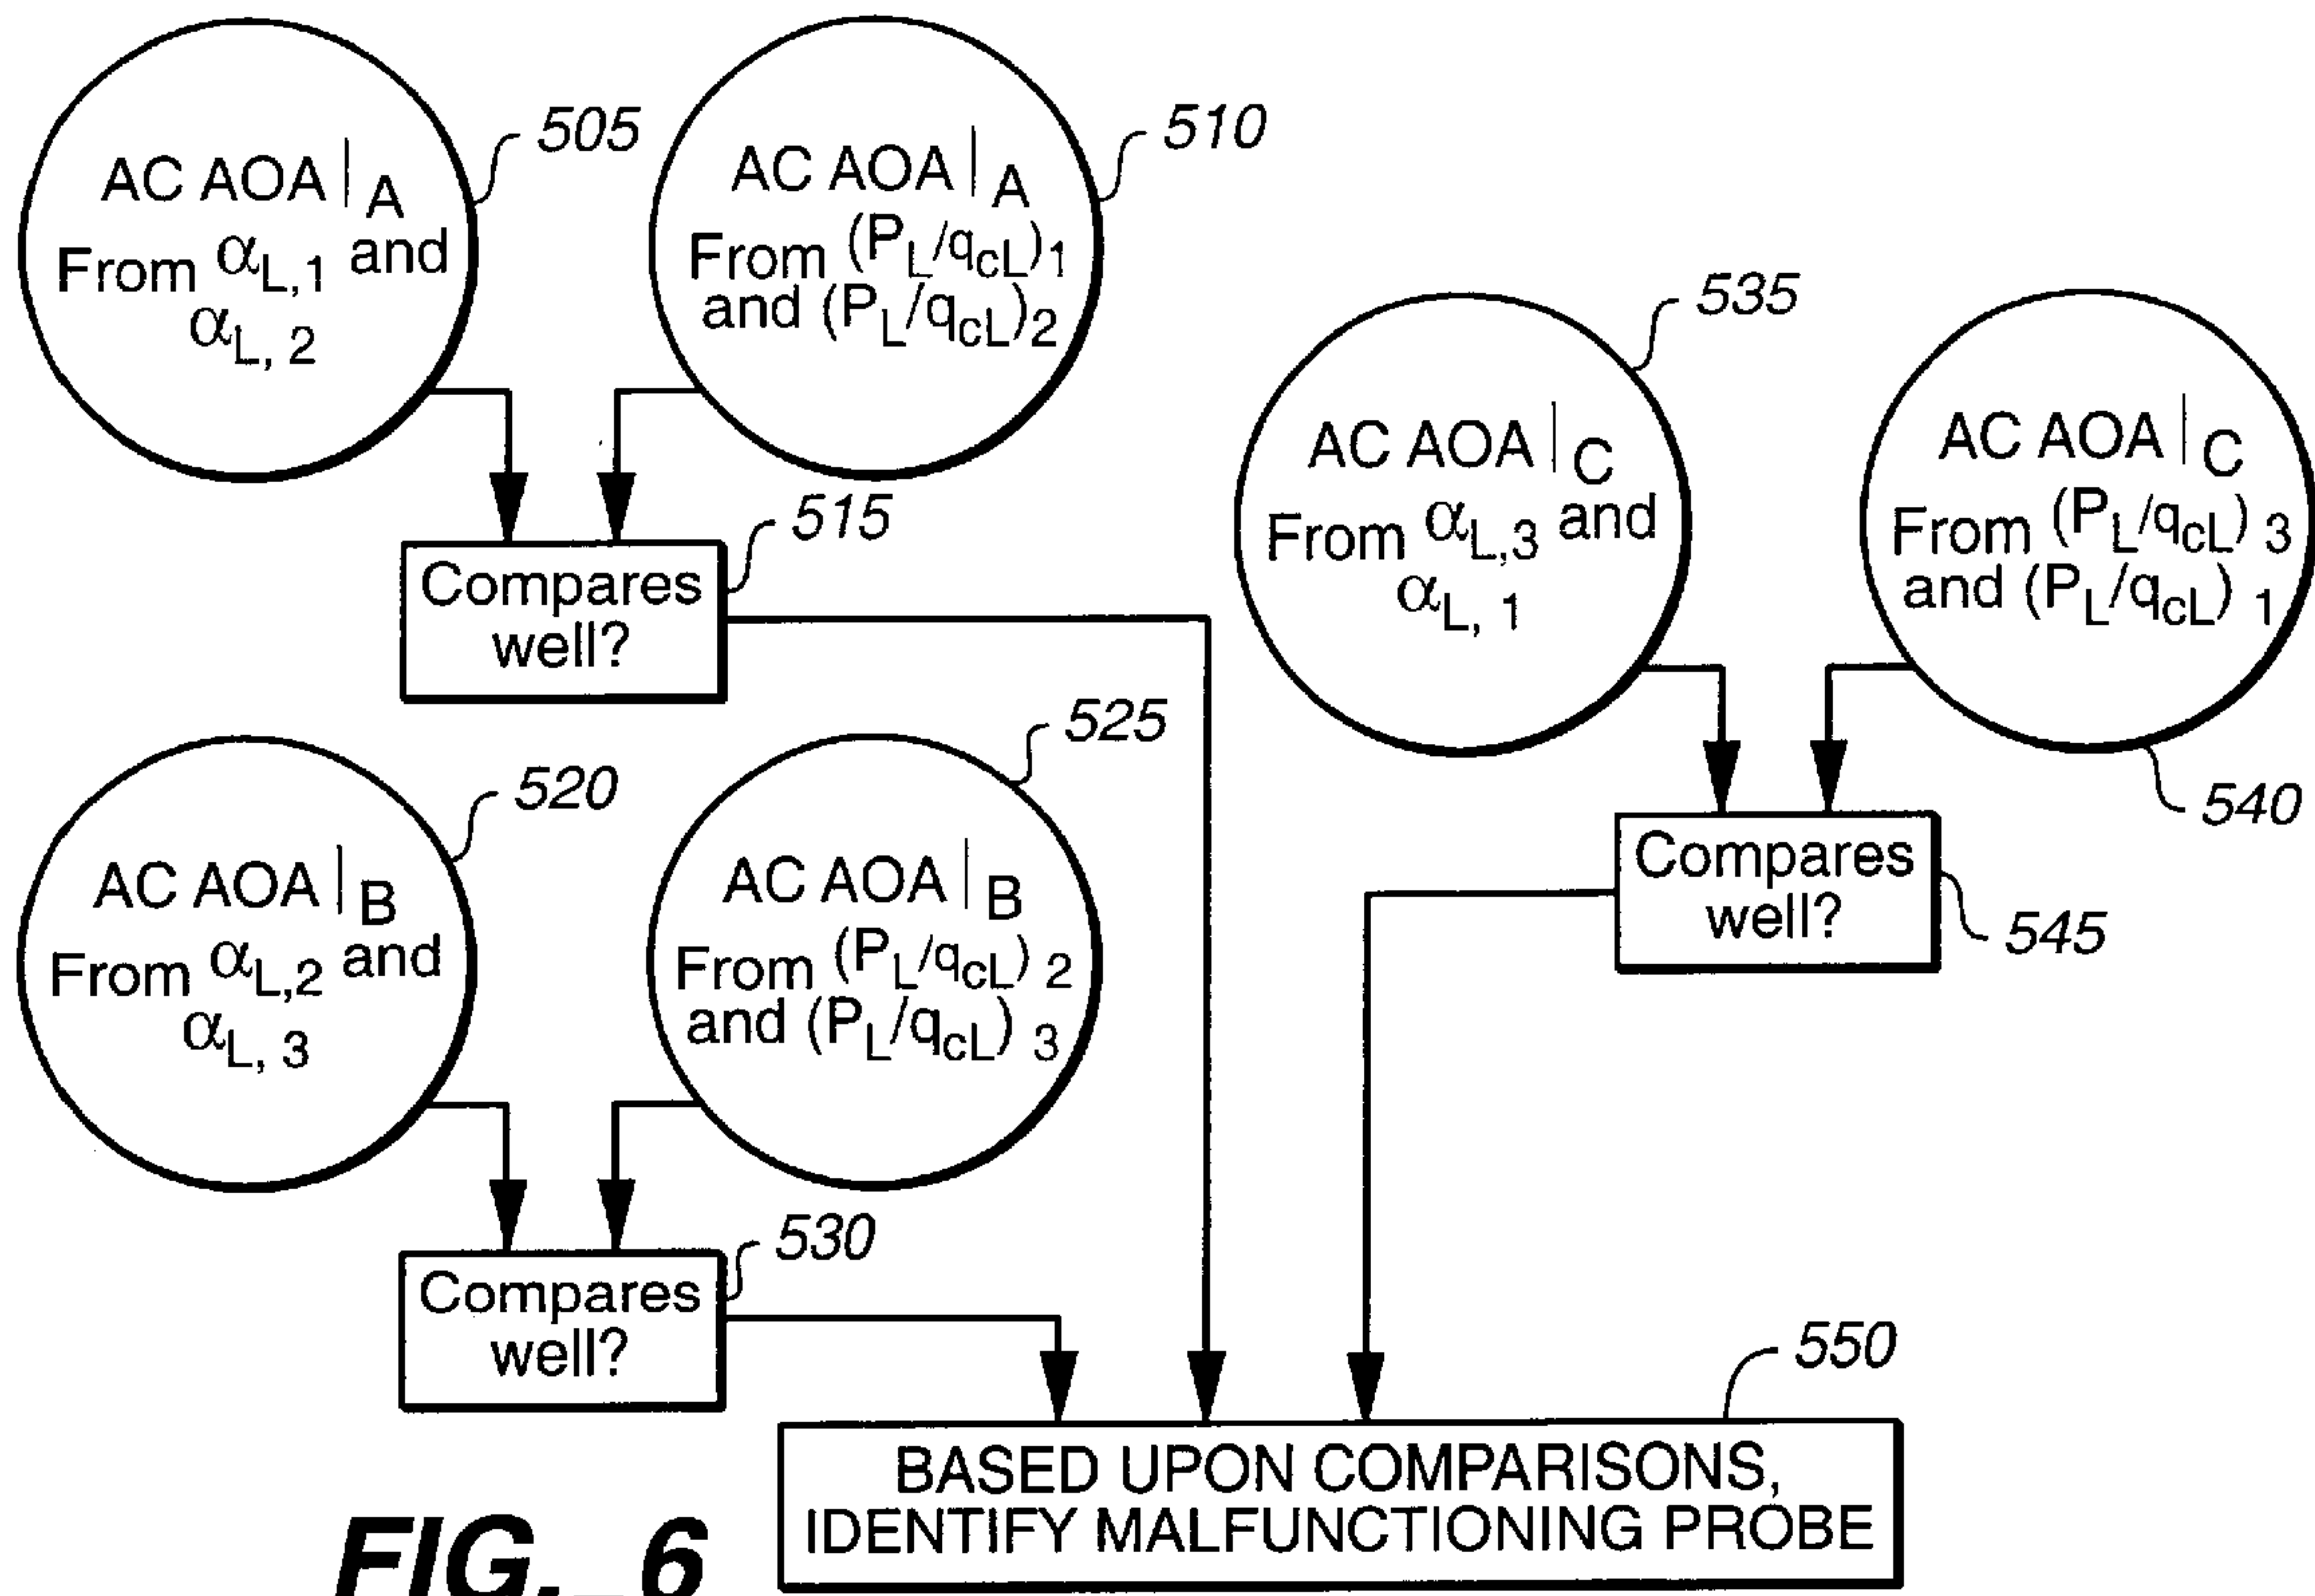 AC AOA |A
From αL,1 and
αL, 2
505
AC AOA |A
From (PL/qcL)1
and (PL/qcL)2
510
Compares
well?
515
AC AOA |B
From αL,2 and
αL, 3
520
AC AOA |B
From (PL/qcL) 2
and (PL/qcL) 3
525
Compares
well?
530
AC AOA |C
From αL,3 and
αL, 1
535
AC AOA |C
From (PL/qcL) 3
and (PL/qcL) 1
540
Compares
well?
545
550
BASED UPON COMPARISONS,
IDENTIFY MALFUNCTIONING PROBE
FIG._6